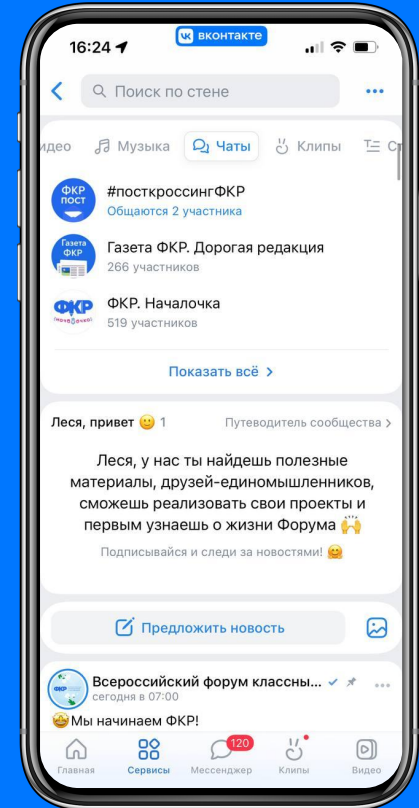 16:24
вконтакте
Поиск по стене
идео
Музыка
Чаты
Клипы
ФКР
пост
#посткроссингФКР
Общаются 2 участника
Газета
ФКР
Газета ФКР. Дорогая редакция
266 участников
ФКР
ФКР. Началочка
519 участников
Показать всё
Леся, привет 🙂 1
Путеводитель сообщества
Леся, у нас ты найдешь полезные
материалы, друзей-единомышленников,
сможешь реализовать свои проекты и
первым узнаешь о жизни Форума 🙌
Подписывайся и следи за новостями! 🤗
Предложить новость
Всероссийский форум классны...
сегодня в 07:00
🤩Мы начинаем ФКР!
120
Главная
Сервисы
Мессенджер
Клипы
Видео